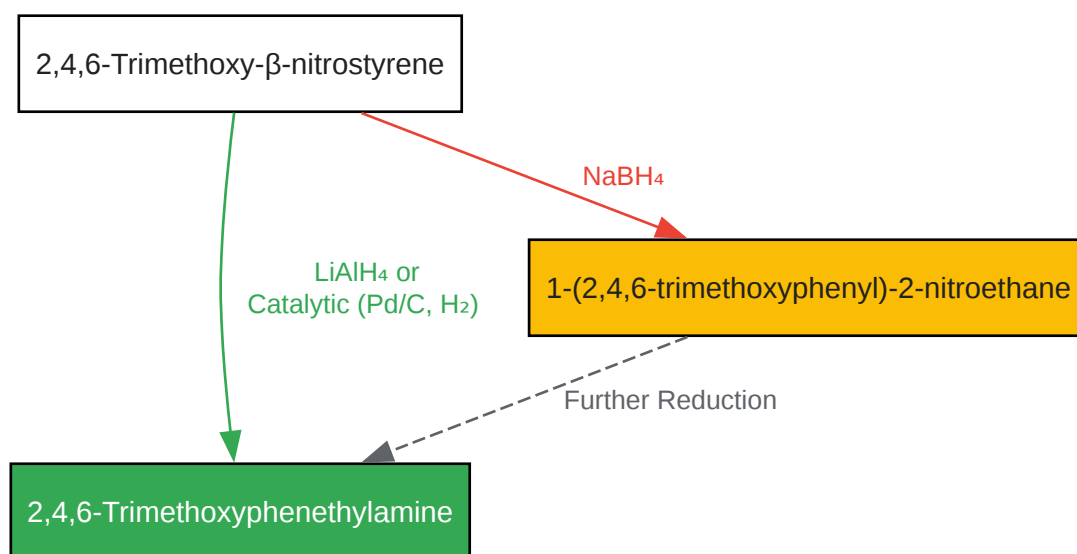 2,4,6-Trimethoxy-β-nitrostyrene
NaBH₄
LiAlH₄ or
Catalytic (Pd/C, H₂)
1-(2,4,6-trimethoxyphenyl)-2-nitroethane
Further Reduction
2,4,6-Trimethoxyphenethylamine